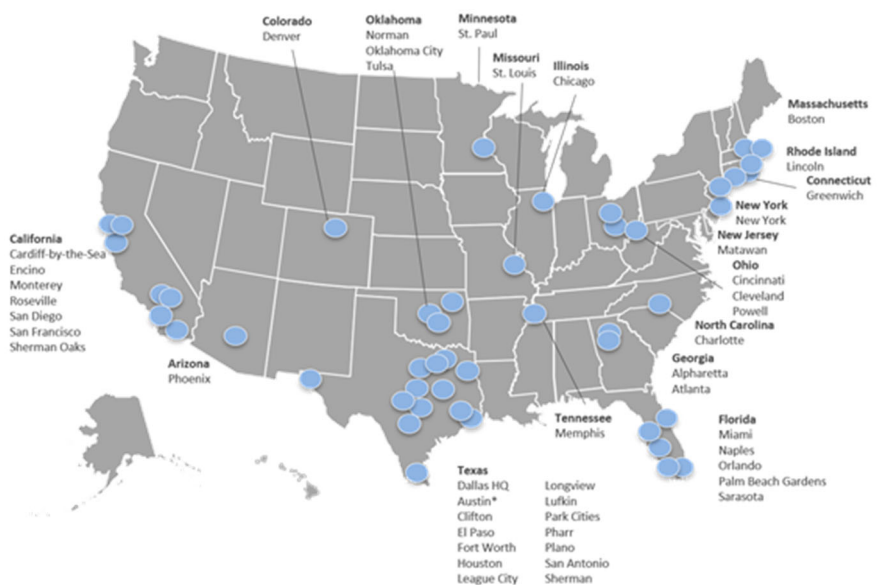 Colorado
Denver
Oklahoma
Norman
Oklahoma City
Tulsa
Minnesota
St. Paul
Missouri
St. Louis
Illinois
Chicago
Massachusetts
Boston
Rhode Island
Lincoln
Connecticut
Greenwich
New York
New York
New Jersey
Matawan
Ohio
Cincinnati
Cleveland
Powell
North Carolina
Charlotte
Georgia
Alpharetta
Atlanta
California
Cardiff-by-the-Sea
Encino
Monterey
Roseville
San Diego
San Francisco
Sherman Oaks
Arizona
Phoenix
Tennessee
Memphis
Florida
Miami
Naples
Orlando
Palm Beach Gardens
Sarasota
Texas
Dallas HQ
Austin*
Clifton
El Paso
Fort Worth
Houston
League City
Longview
Lufkin
Park Cities
Pharr
Plano
San Antonio
Sherman